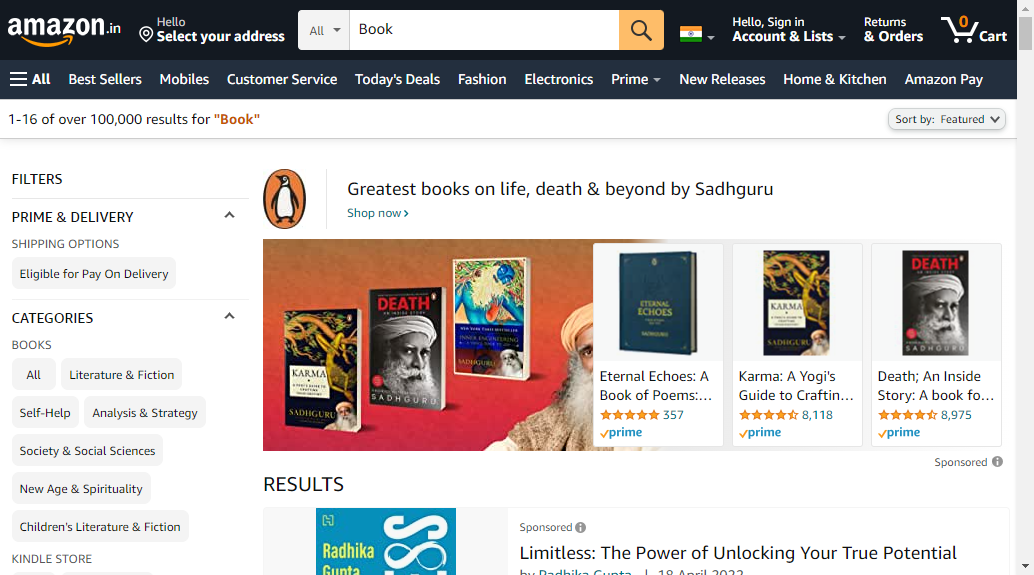 amazon.in
Hello
Select your address
All
Book
Hello, Sign in
Account & Lists
Returns
& Orders
0
Cart
All
Best Sellers
Mobiles
Customer Service
Today's Deals
Fashion
Electronics
Prime
New Releases
Home & Kitchen
Amazon Pay
1-16 of over 100,000 results for "Book"
Sort by: Featured
FILTERS
PRIME & DELIVERY
SHIPPING OPTIONS
Eligible for Pay On Delivery
CATEGORIES
BOOKS
All
Literature & Fiction
Self-Help
Analysis & Strategy
Society & Social Sciences
New Age & Spirituality
Children's Literature & Fiction
KINDLE STORE
Greatest books on life, death & beyond by Sadhguru
Shop now
KARMA
SADHGURU
DEATH
AN INSIDE STORY
SADHGURU
INNER ENGINEERING
SADHGURU
ETERNAL
ECHOES
SADHGURU
Eternal Echoes: A
Book of Poems:...
357
prime
KARMA
SADHGURU
Karma: A Yogi's
Guide to Craftin...
8,118
prime
DEATH
AN INSIDE STORY
SADHGURU
Death; An Inside
Story: A book fo...
8,975
prime
Sponsored
RESULTS
Radhika
Gupta
Sponsored
Limitless: The Power of Unlocking Your True Potential
by Radhika Gupta | 18 April 2022